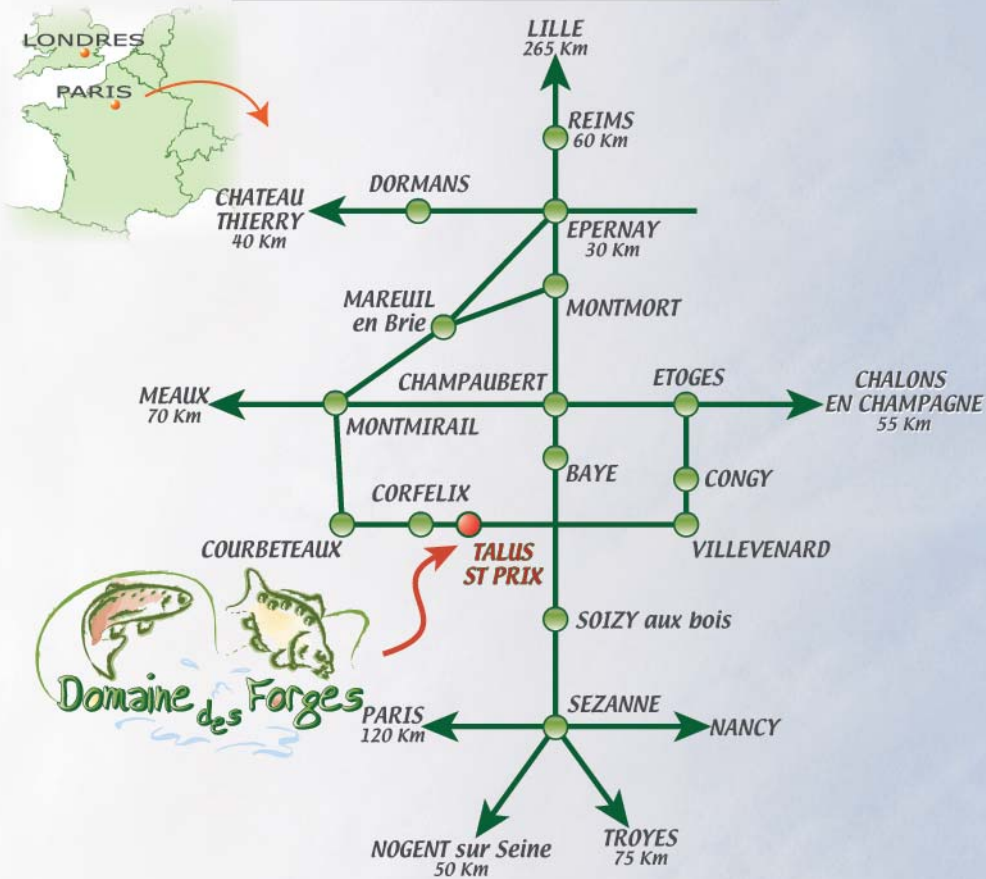 LONDRES
PARIS
LILLE
265 Km
REIMS
60 Km
DORMANS
CHATEAU
THIERRY
40 Km
EPERNAY
30 Km
MAREUIL
en Brie
MONTMORT
CHAMPAUBERT
ETOGES
MEAUX
70 Km
CHALONS
EN CHAMPAGNE
55 Km
MONTMIRAIL
BAYE
CONGY
CORFELIX
COURBETEAUX
TALUS
ST PRIX
VILLEVENARD
SOIZY aux bois
Domaine des Forges
PARIS
120 Km
SEZANNE
NANCY
NOGENT sur Seine
50 Km
TROYES
75 Km